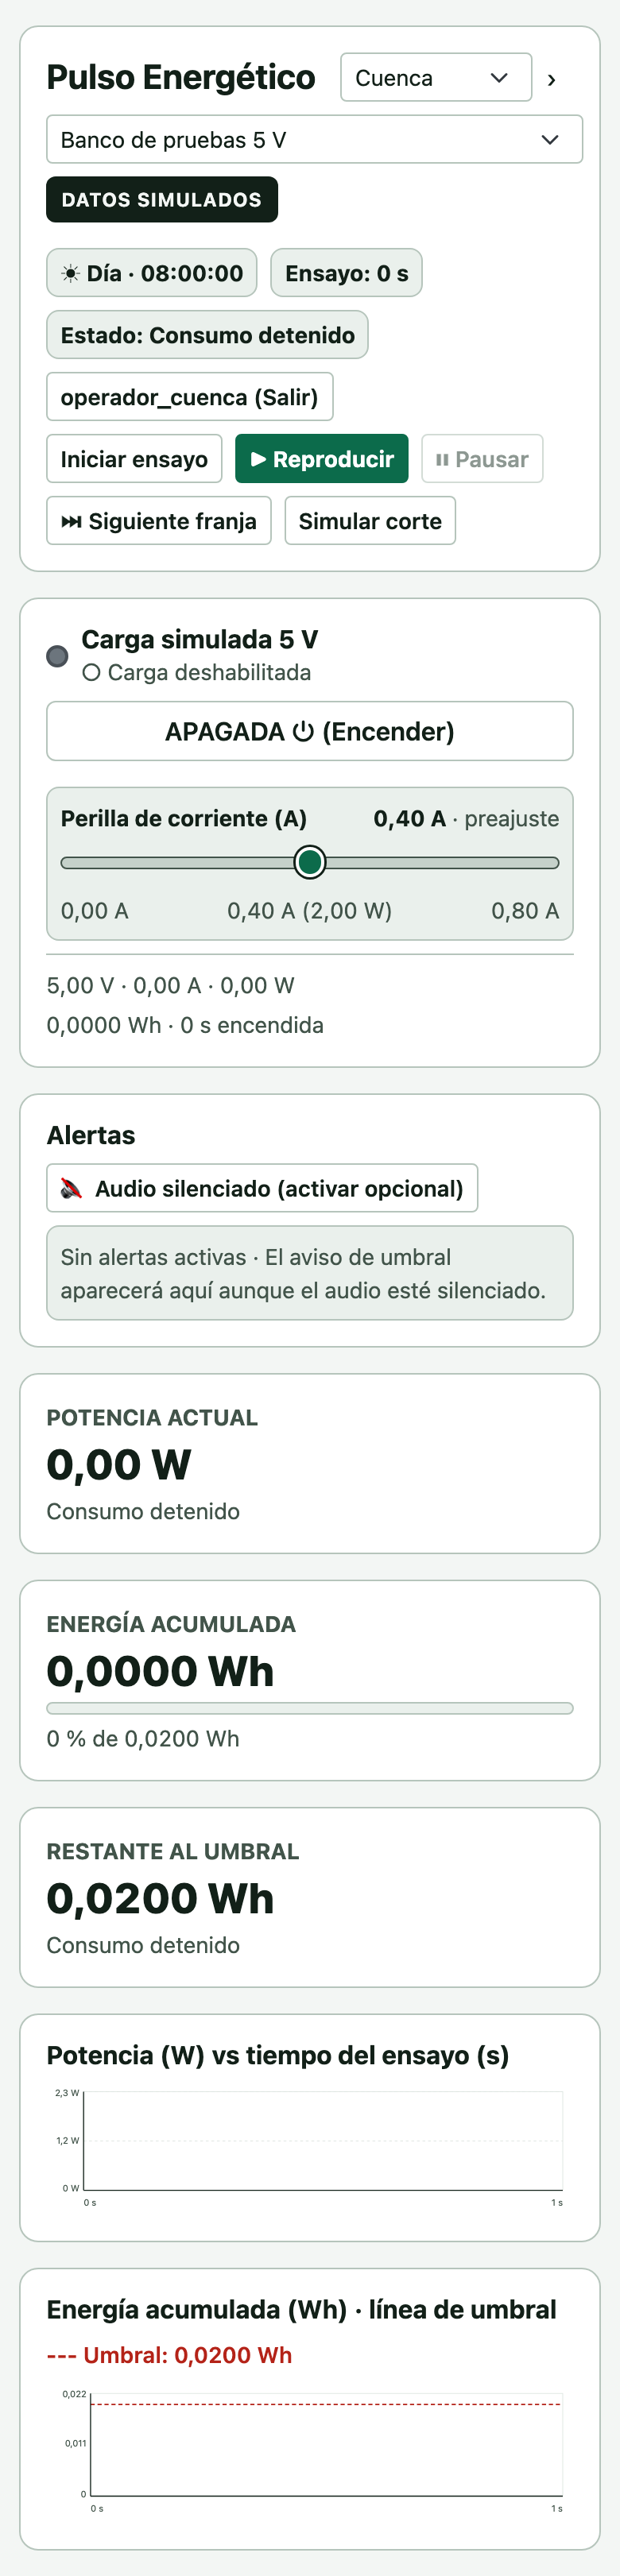 Pulso Energético
Cuenca
›
Banco de pruebas 5 V
DATOS SIMULADOS
☀ Día · 08:00:00
Ensayo: 0 s
Estado: Consumo detenido
operador_cuenca (Salir)
Iniciar ensayo
▶ Reproducir
⏸ Pausar
⏭ Siguiente franja
Simular corte
Carga simulada 5 V
○ Carga deshabilitada
APAGADA ⏻ (Encender)
Perilla de corriente (A)
0,40 A · preajuste
0,00 A
0,40 A (2,00 W)
0,80 A
5,00 V · 0,00 A · 0,00 W
0,0000 Wh · 0 s encendida
Alertas
🔇 Audio silenciado (activar opcional)
Sin alertas activas · El aviso de umbral
aparecerá aquí aunque el audio esté silenciado.
POTENCIA ACTUAL
0,00 W
Consumo detenido
ENERGÍA ACUMULADA
0,0000 Wh
0 % de 0,0200 Wh
RESTANTE AL UMBRAL
0,0200 Wh
Consumo detenido
Potencia (W) vs tiempo del ensayo (s)
2,3 W
1,2 W
0 W
0 s
1 s
Energía acumulada (Wh) · línea de umbral
--- Umbral: 0,0200 Wh
0,022
0,011
0
0 s
1 s